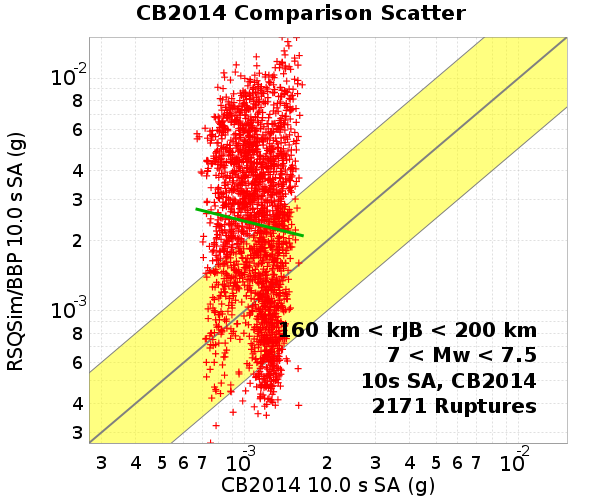 CB2014 Comparison Scatter
RSQSim/BBP 10.0 s SA (g)
10-2
8
6
4
3
2
10-3
8
6
4
3
160 km < rJB < 200 km
7 < Mw < 7.5
10s SA, CB2014
2171 Ruptures
3 4 5 6 7 10-3 2 3 4 5 6 7 10-2
CB2014 10.0 s SA (g)